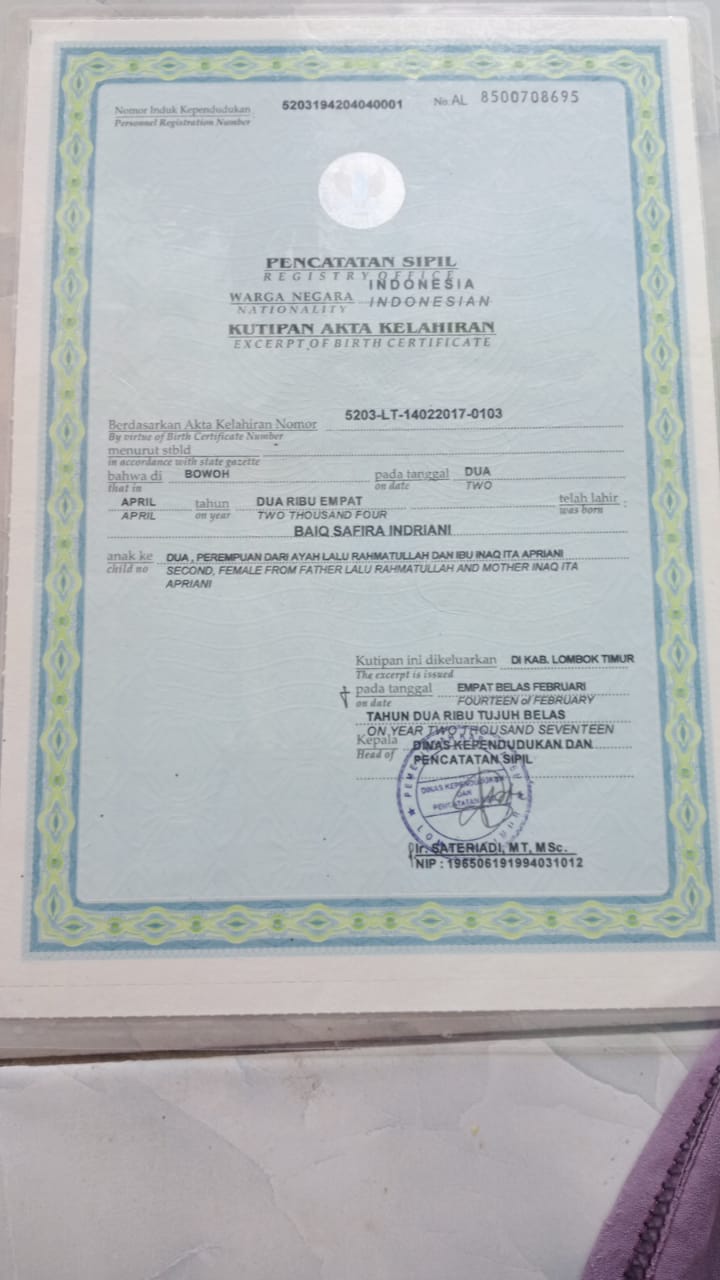 Nomor Induk Kependudukan : 5203194204040001 No. AL 8500708695
Personnel Registration Number
PENCATATAN SIPIL
REGISTRY OFFICE
WARGA NEGARA INDONESIA
NATIONALITY INDONESIAN
KUTIPAN AKTA KELAHIRAN
EXCERPT OF BIRTH CERTIFICATE
Berdasarkan Akta Kelahiran Nomor 5203-LT-14022017-0103
By virtue of Birth Certificate Number
menurut stbld
in accordance with state gazette
bahwa di BOWOH pada tanggal DUA
that in on date TWO
APRIL tahun DUA RIBU EMPAT telah lahir :
APRIL on year TWO THOUSAND FOUR was born
BAIQ SAFIRA INDRIANI
anak ke DUA , PEREMPUAN DARI AYAH LALU RAHMATULLAH DAN IBU INAQ ITA APRIANI
child no SECOND, FEMALE FROM FATHER LALU RAHMATULLAH AND MOTHER INAQ ITA
APRIANI
Kutipan ini dikeluarkan DI KAB. LOMBOK TIMUR
The excerpt is issued
pada tanggal EMPAT BELAS FEBRUARI
on date FOURTEEN of FEBRUARY
TAHUN DUA RIBU TUJUH BELAS
ON YEAR TWO THOUSAND SEVENTEEN
Kepala DINAS KEPENDUDUKAN DAN
Head of PENCATATAN SIPIL
DINAS KEPENDUDUKAN
DAN
PENCATATAN
Ir. SATERIADI, MT, MSc.
NIP : 196506191994031012